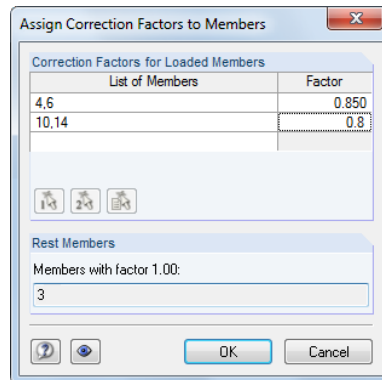 Assign Correction Factors to Members
Correction Factors for Loaded Members
List of Members Factor
4,6 0.850
10,14 0.8
Rest Members
Members with factor 1.00:
3
OK Cancel